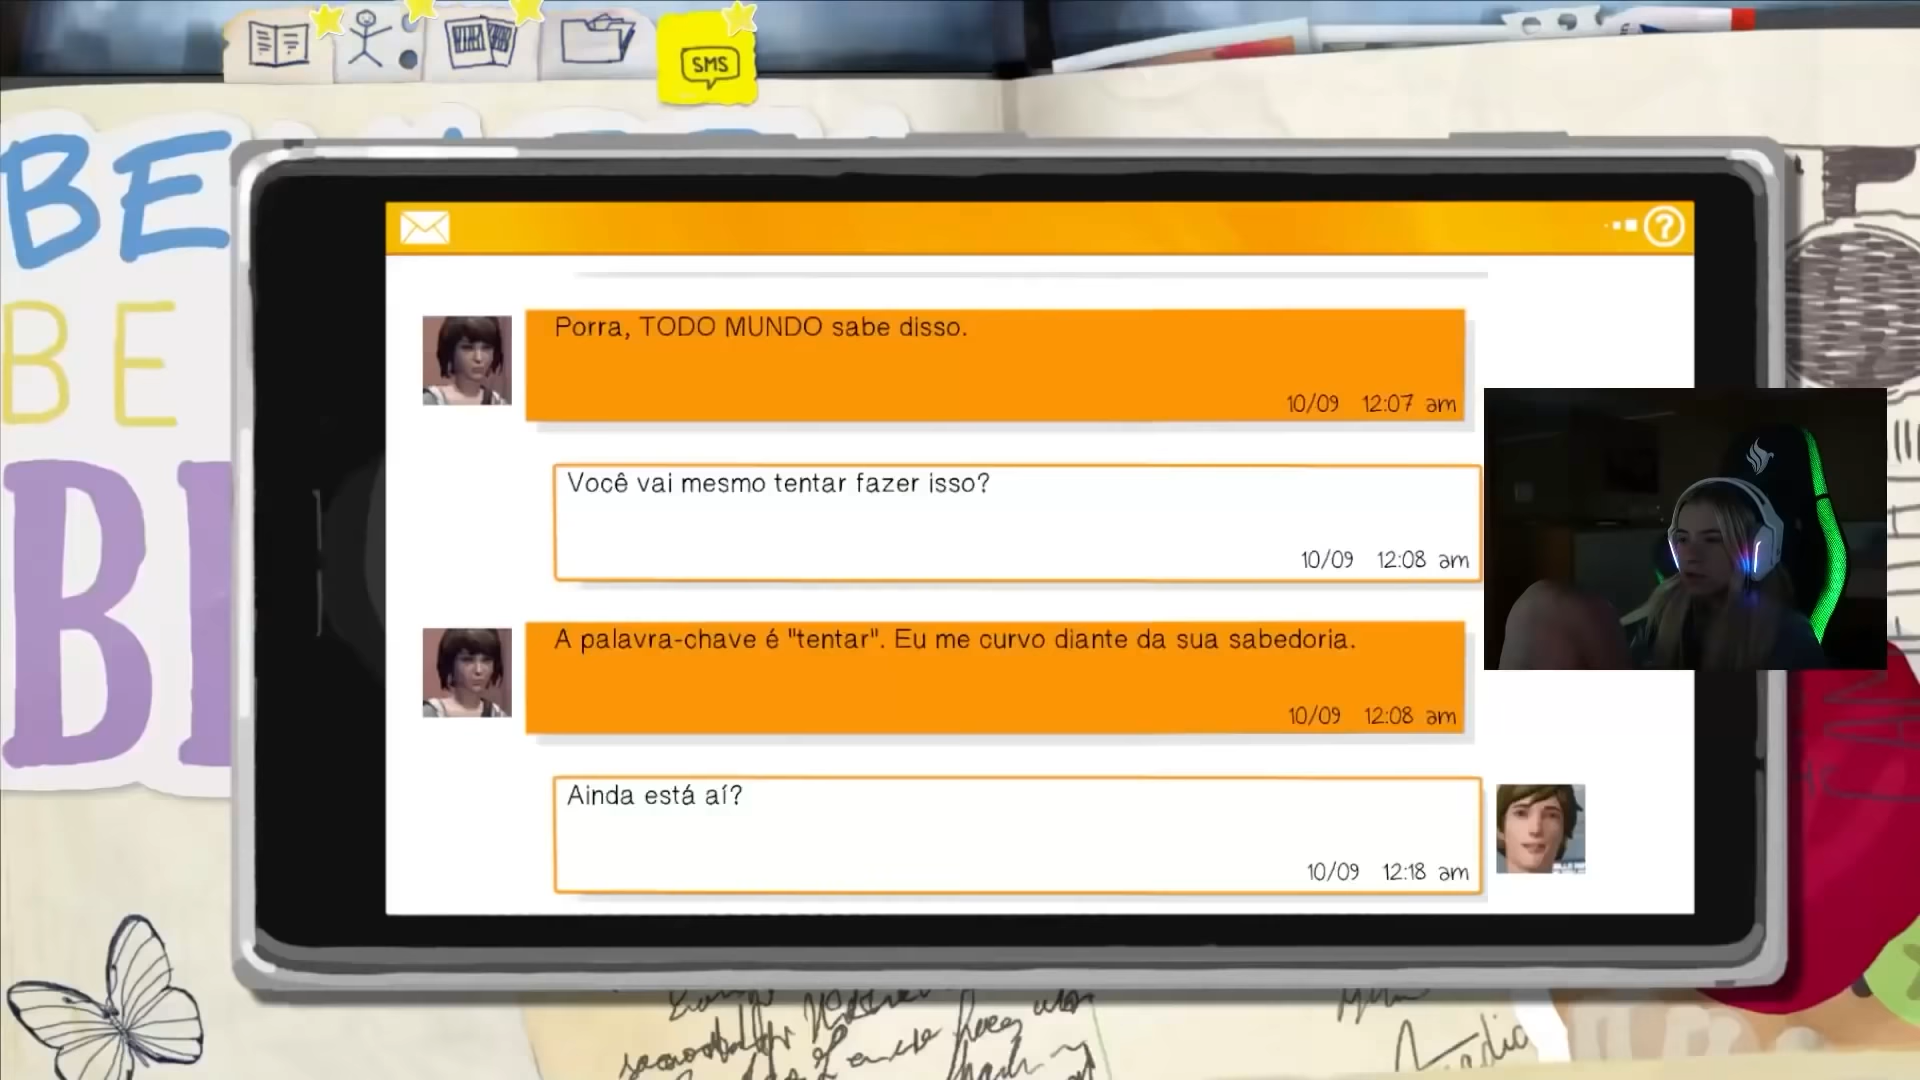 SMS
BE
BE
Porra, TODO MUNDO sabe disso.
10/09 12:07 am
Você vai mesmo tentar fazer isso?
10/09 12:08 am
A palavra-chave é "tentar". Eu me curvo diante da sua sabedoria.
10/09 12:08 am
Ainda está aí?
10/09 12:18 am